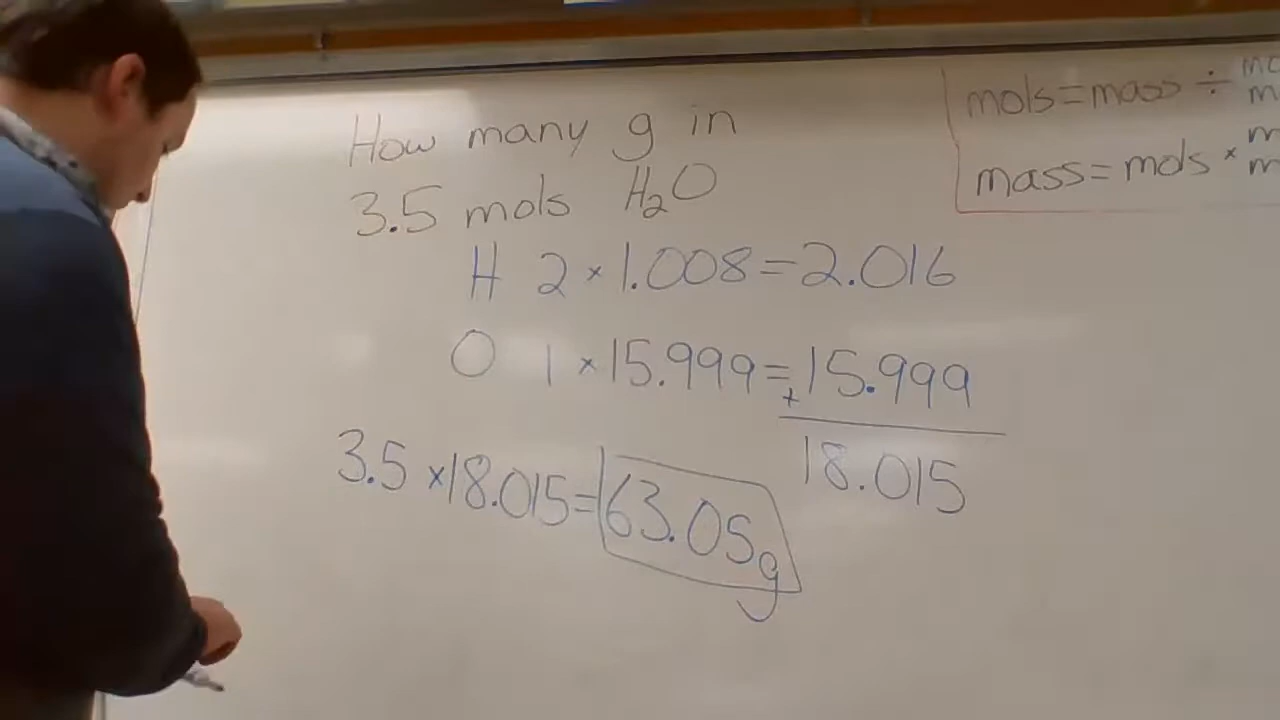 How many g in
3.5 mols H₂O
H 2 × 1.008 = 2.016
O 1 × 15.999 = + 15.999
18.015
3.5 × 18.015 = 63.05g
mols = mass ÷
mass = mols ×